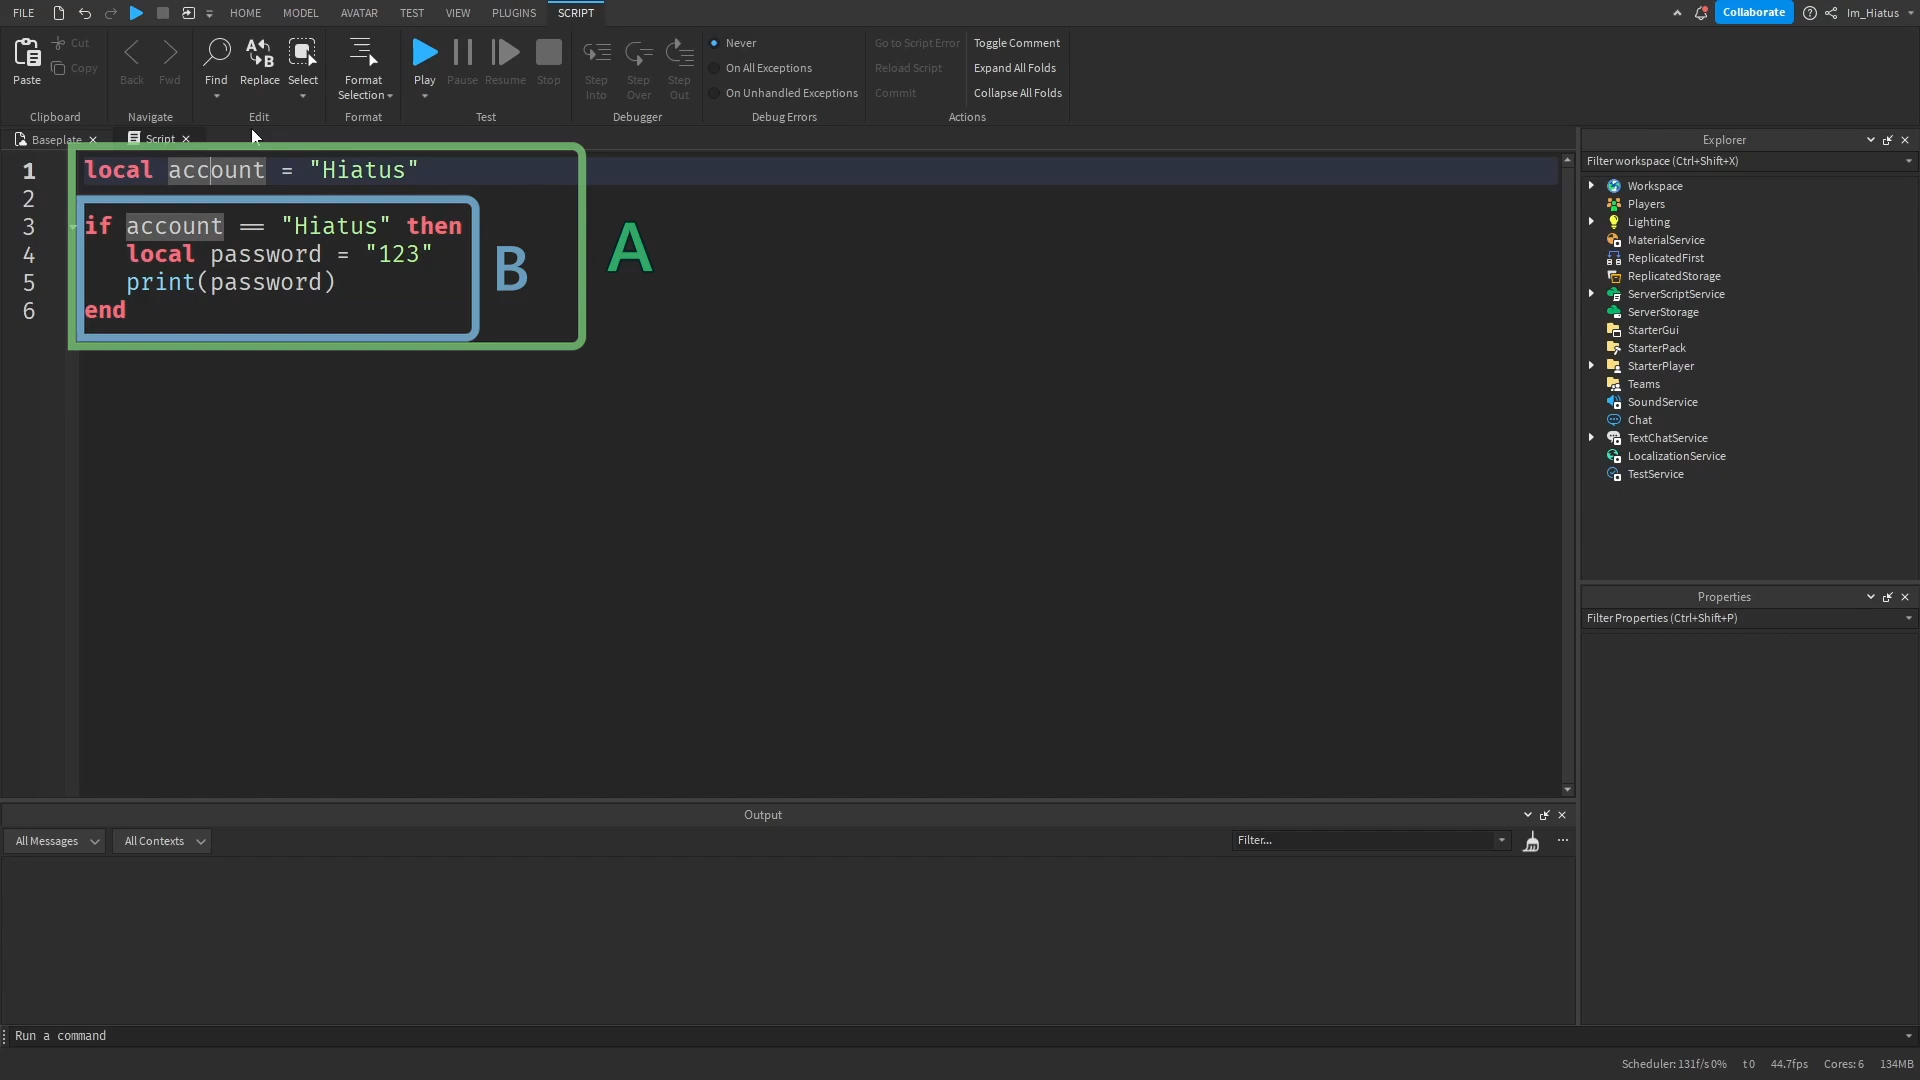 FILE HOME MODEL AVATAR TEST VIEW PLUGINS SCRIPT Collaborate Im_Hiatus
Paste Cut Copy Back Fwd Find Replace Select Format Selection Play Pause Resume Stop Step Into Step Over Step Out
Never Go to Script Error Toggle Comment
On All Exceptions Reload Script Expand All Folds
On Unhandled Exceptions Commit Collapse All Folds
Clipboard Navigate Edit Format Test Debugger Debug Errors Actions
Baseplate Script
1 local account = "Hiatus"
2
3 if account == "Hiatus" then
4 local password = "123"
5 print(password)
6 end
B
A
Explorer
Filter workspace (Ctrl+Shift+X)
Workspace
Players
Lighting
MaterialService
ReplicatedFirst
ReplicatedStorage
ServerScriptService
ServerStorage
StarterGui
StarterPack
StarterPlayer
Teams
SoundService
Chat
TextChatService
LocalizationService
TestService
Properties
Filter Properties (Ctrl+Shift+P)
Output
All Messages All Contexts Filter...
Run a command
Scheduler: 131f/s 0% t 0 44.7fps Cores: 6 134MB